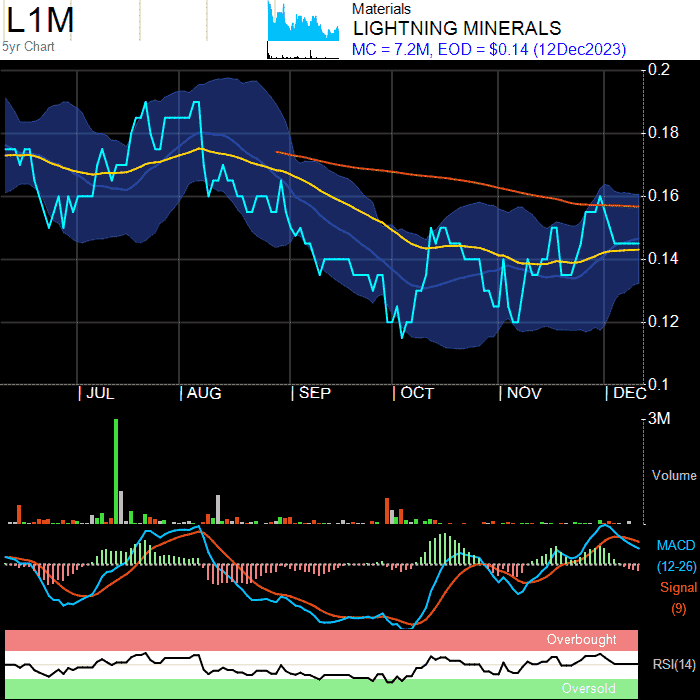 L1M
5yr Chart
Materials
LIGHTNING MINERALS
MC = 7.2M, EOD = $0.14 (12Dec2023)
0.2
0.18
0.16
0.14
0.12
0.1
| JUL | AUG | SEP | OCT | NOV | DEC
3M
Volume
MACD
(12-26)
Signal
(9)
Overbought
RSI(14)
Oversold